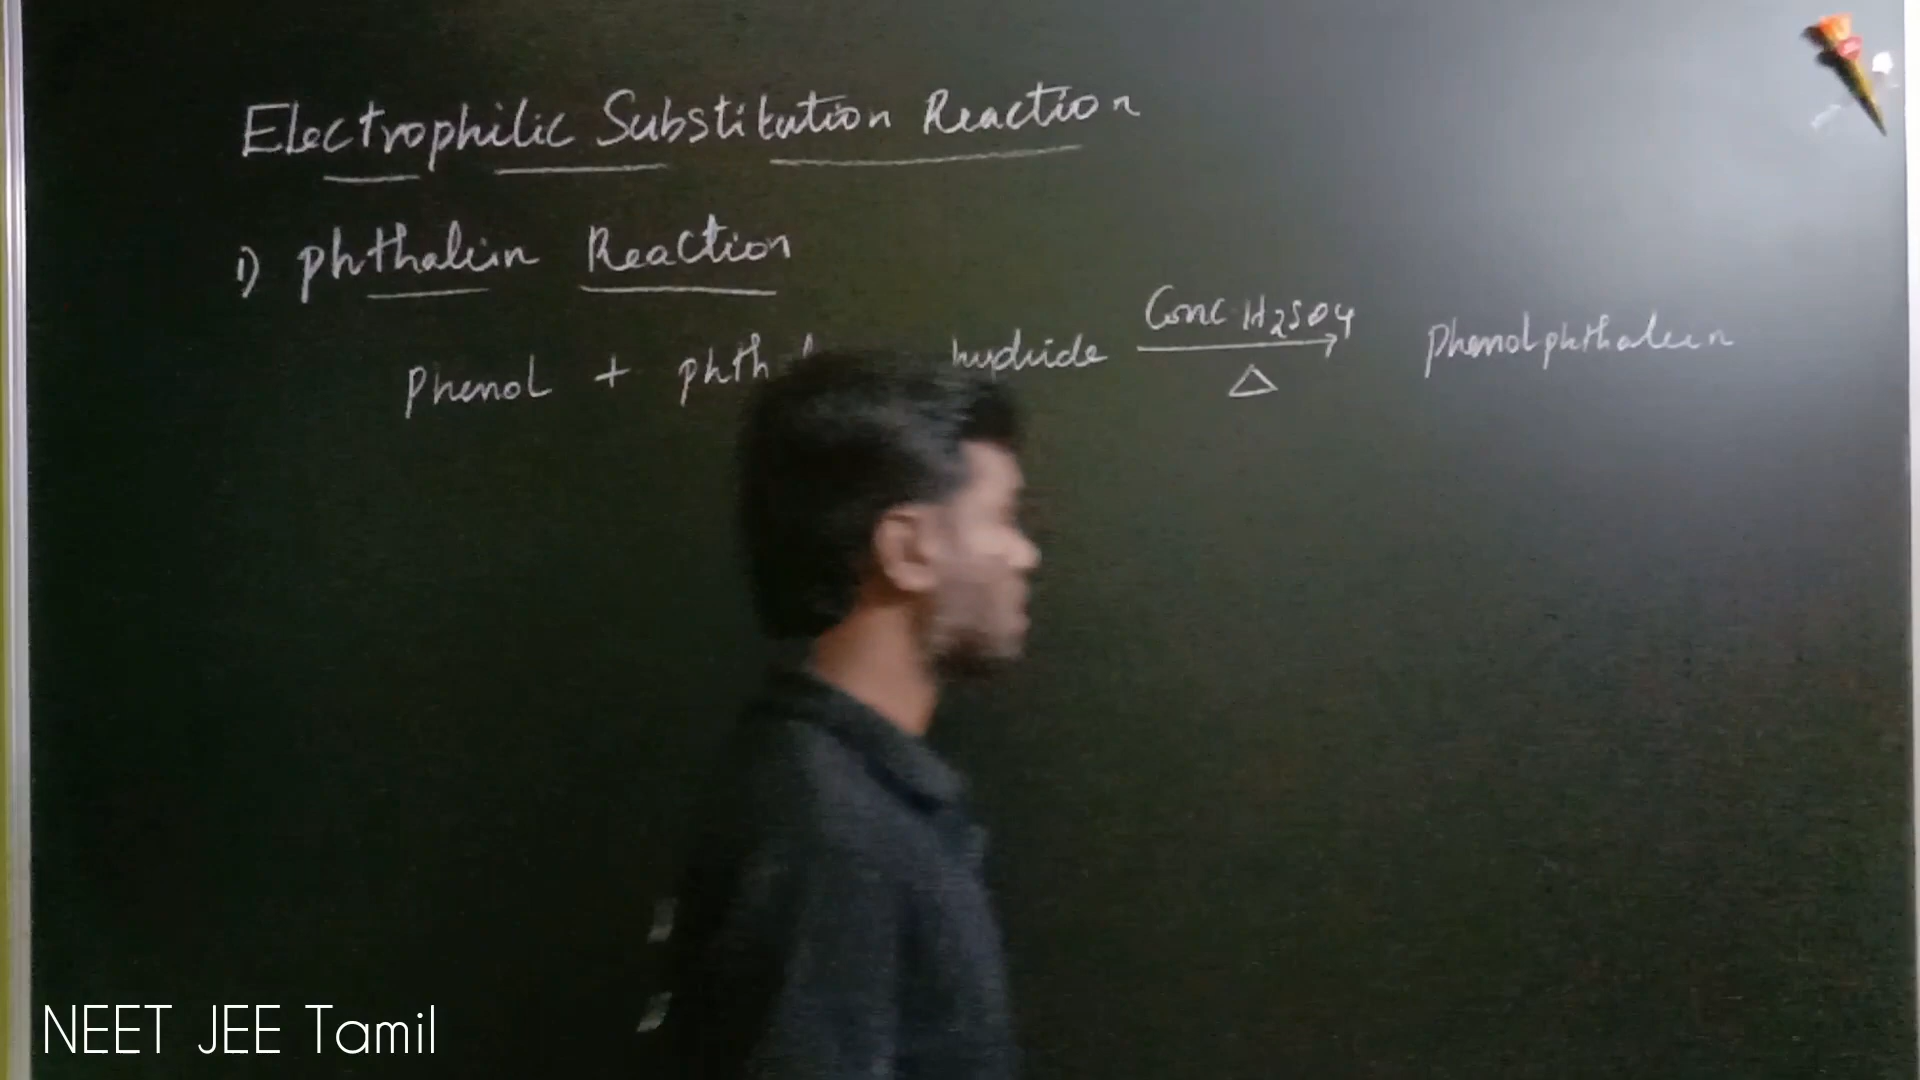 Electrophilic Substitution Reaction
1) phthalein Reaction
Conc H2SO4
Phenol + phth hydride → Phenolphthalein
△
NEET JEE Tamil